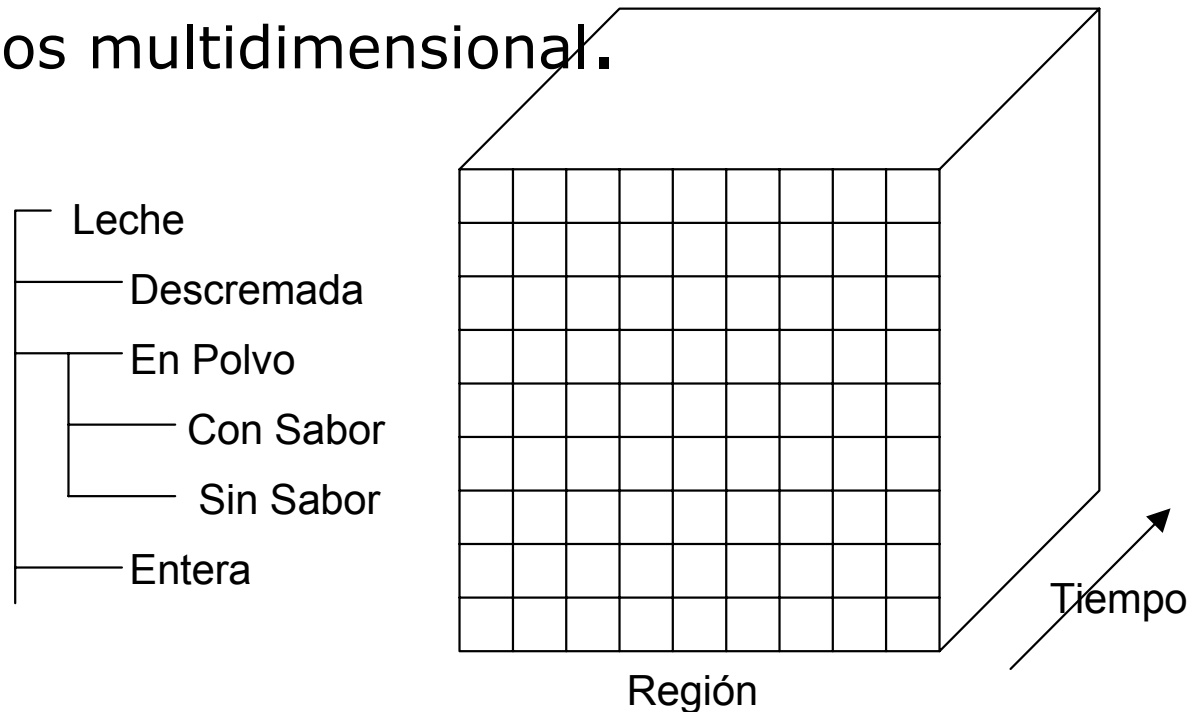 os multidimensional.
Leche
Descremada
En Polvo
Con Sabor
Sin Sabor
Entera
Tiempo
Región